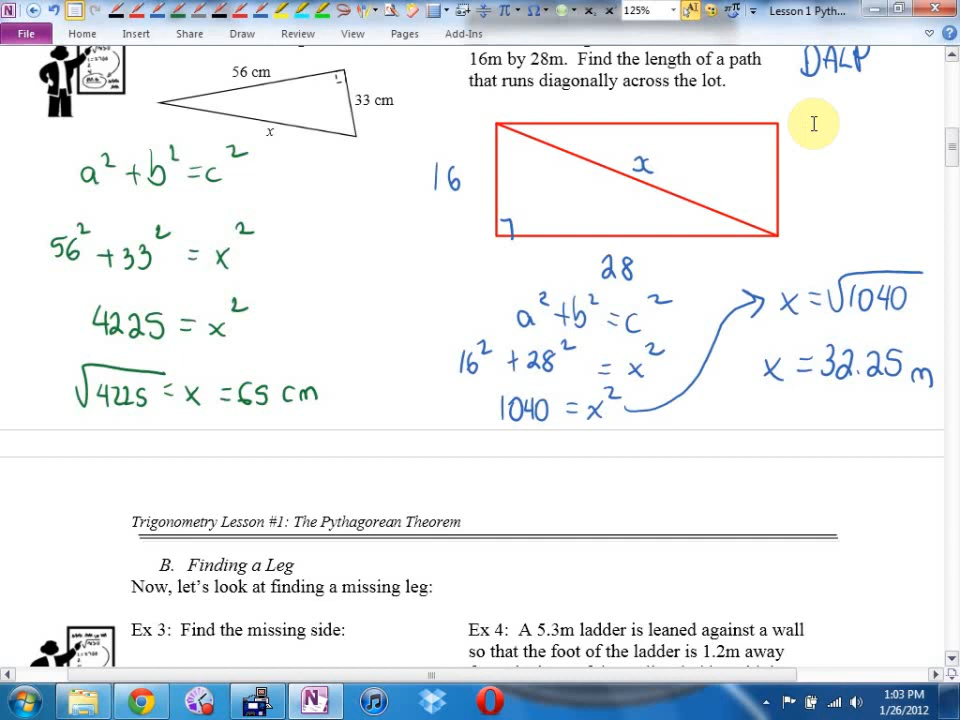 125%
Lesson 1 Pyth...
File Home Insert Share Draw Review View Pages Add-Ins
56 cm
33 cm
x
a² + b² = c²
56² + 33² = x²
4225 = x²
√4225 = x = 65 cm
16m by 28m. Find the length of a path
that runs diagonally across the lot.
DALP
16
x
28
a² + b² = c²
16² + 28² = x²
1040 = x²
x = √1040
x = 32.25 m
Trigonometry Lesson #1: The Pythagorean Theorem
B. Finding a Leg
Now, let's look at finding a missing leg:
Ex 3: Find the missing side:
Ex 4: A 5.3m ladder is leaned against a wall
so that the foot of the ladder is 1.2m away
1:03 PM
1/26/2012